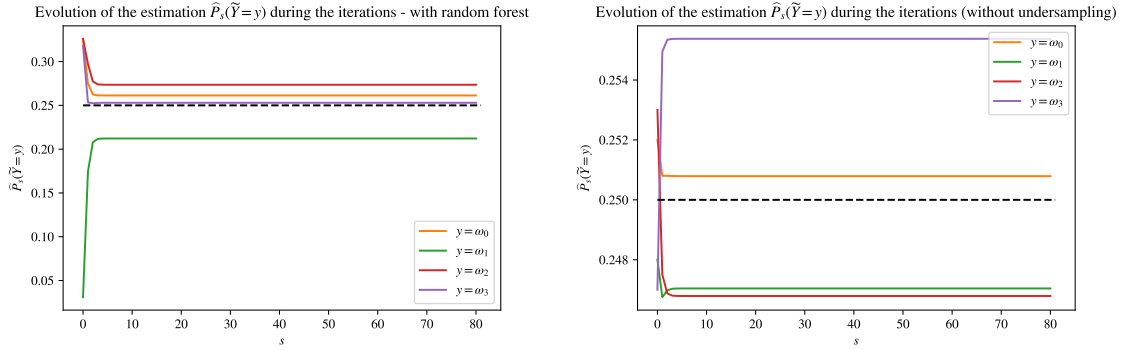 Evolution of the estimation P̂ₛ(Ỹ = y) during the iterations - with random forest
0.30
0.25
0.20
0.15
0.10
0.05
P̂ₛ(Ỹ = y)
y = ω₀
y = ω₁
y = ω₂
y = ω₃
0 10 20 30 40 50 60 70 80
s
Evolution of the estimation P̂ₛ(Ỹ = y) during the iterations (without undersampling)
0.254
0.252
0.250
0.248
P̂ₛ(Ỹ = y)
y = ω₀
y = ω₁
y = ω₂
y = ω₃
0 10 20 30 40 50 60 70 80
s